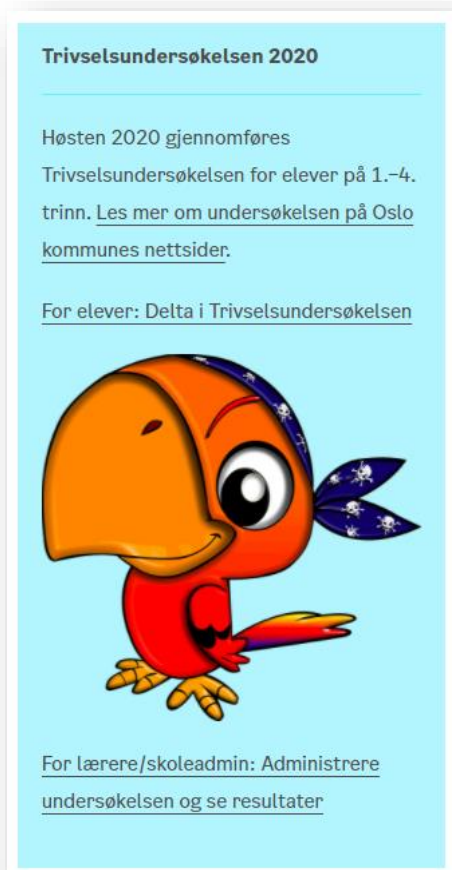 Trivselsundersøkelsen 2020
Høsten 2020 gjennomføres
Trivselsundersøkelsen for elever på 1.–4.
trinn. Les mer om undersøkelsen på Oslo
kommunes nettsider.
For elever: Delta i Trivselsundersøkelsen
For lærere/skoleadmin: Administrere
undersøkelsen og se resultater